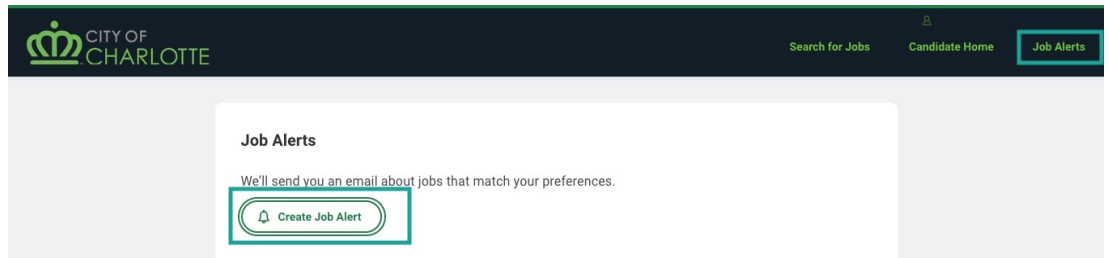 CITY OF
CHARLOTTE
Search for Jobs
Candidate Home
Job Alerts
Job Alerts
We'll send you an email about jobs that match your preferences.
Create Job Alert